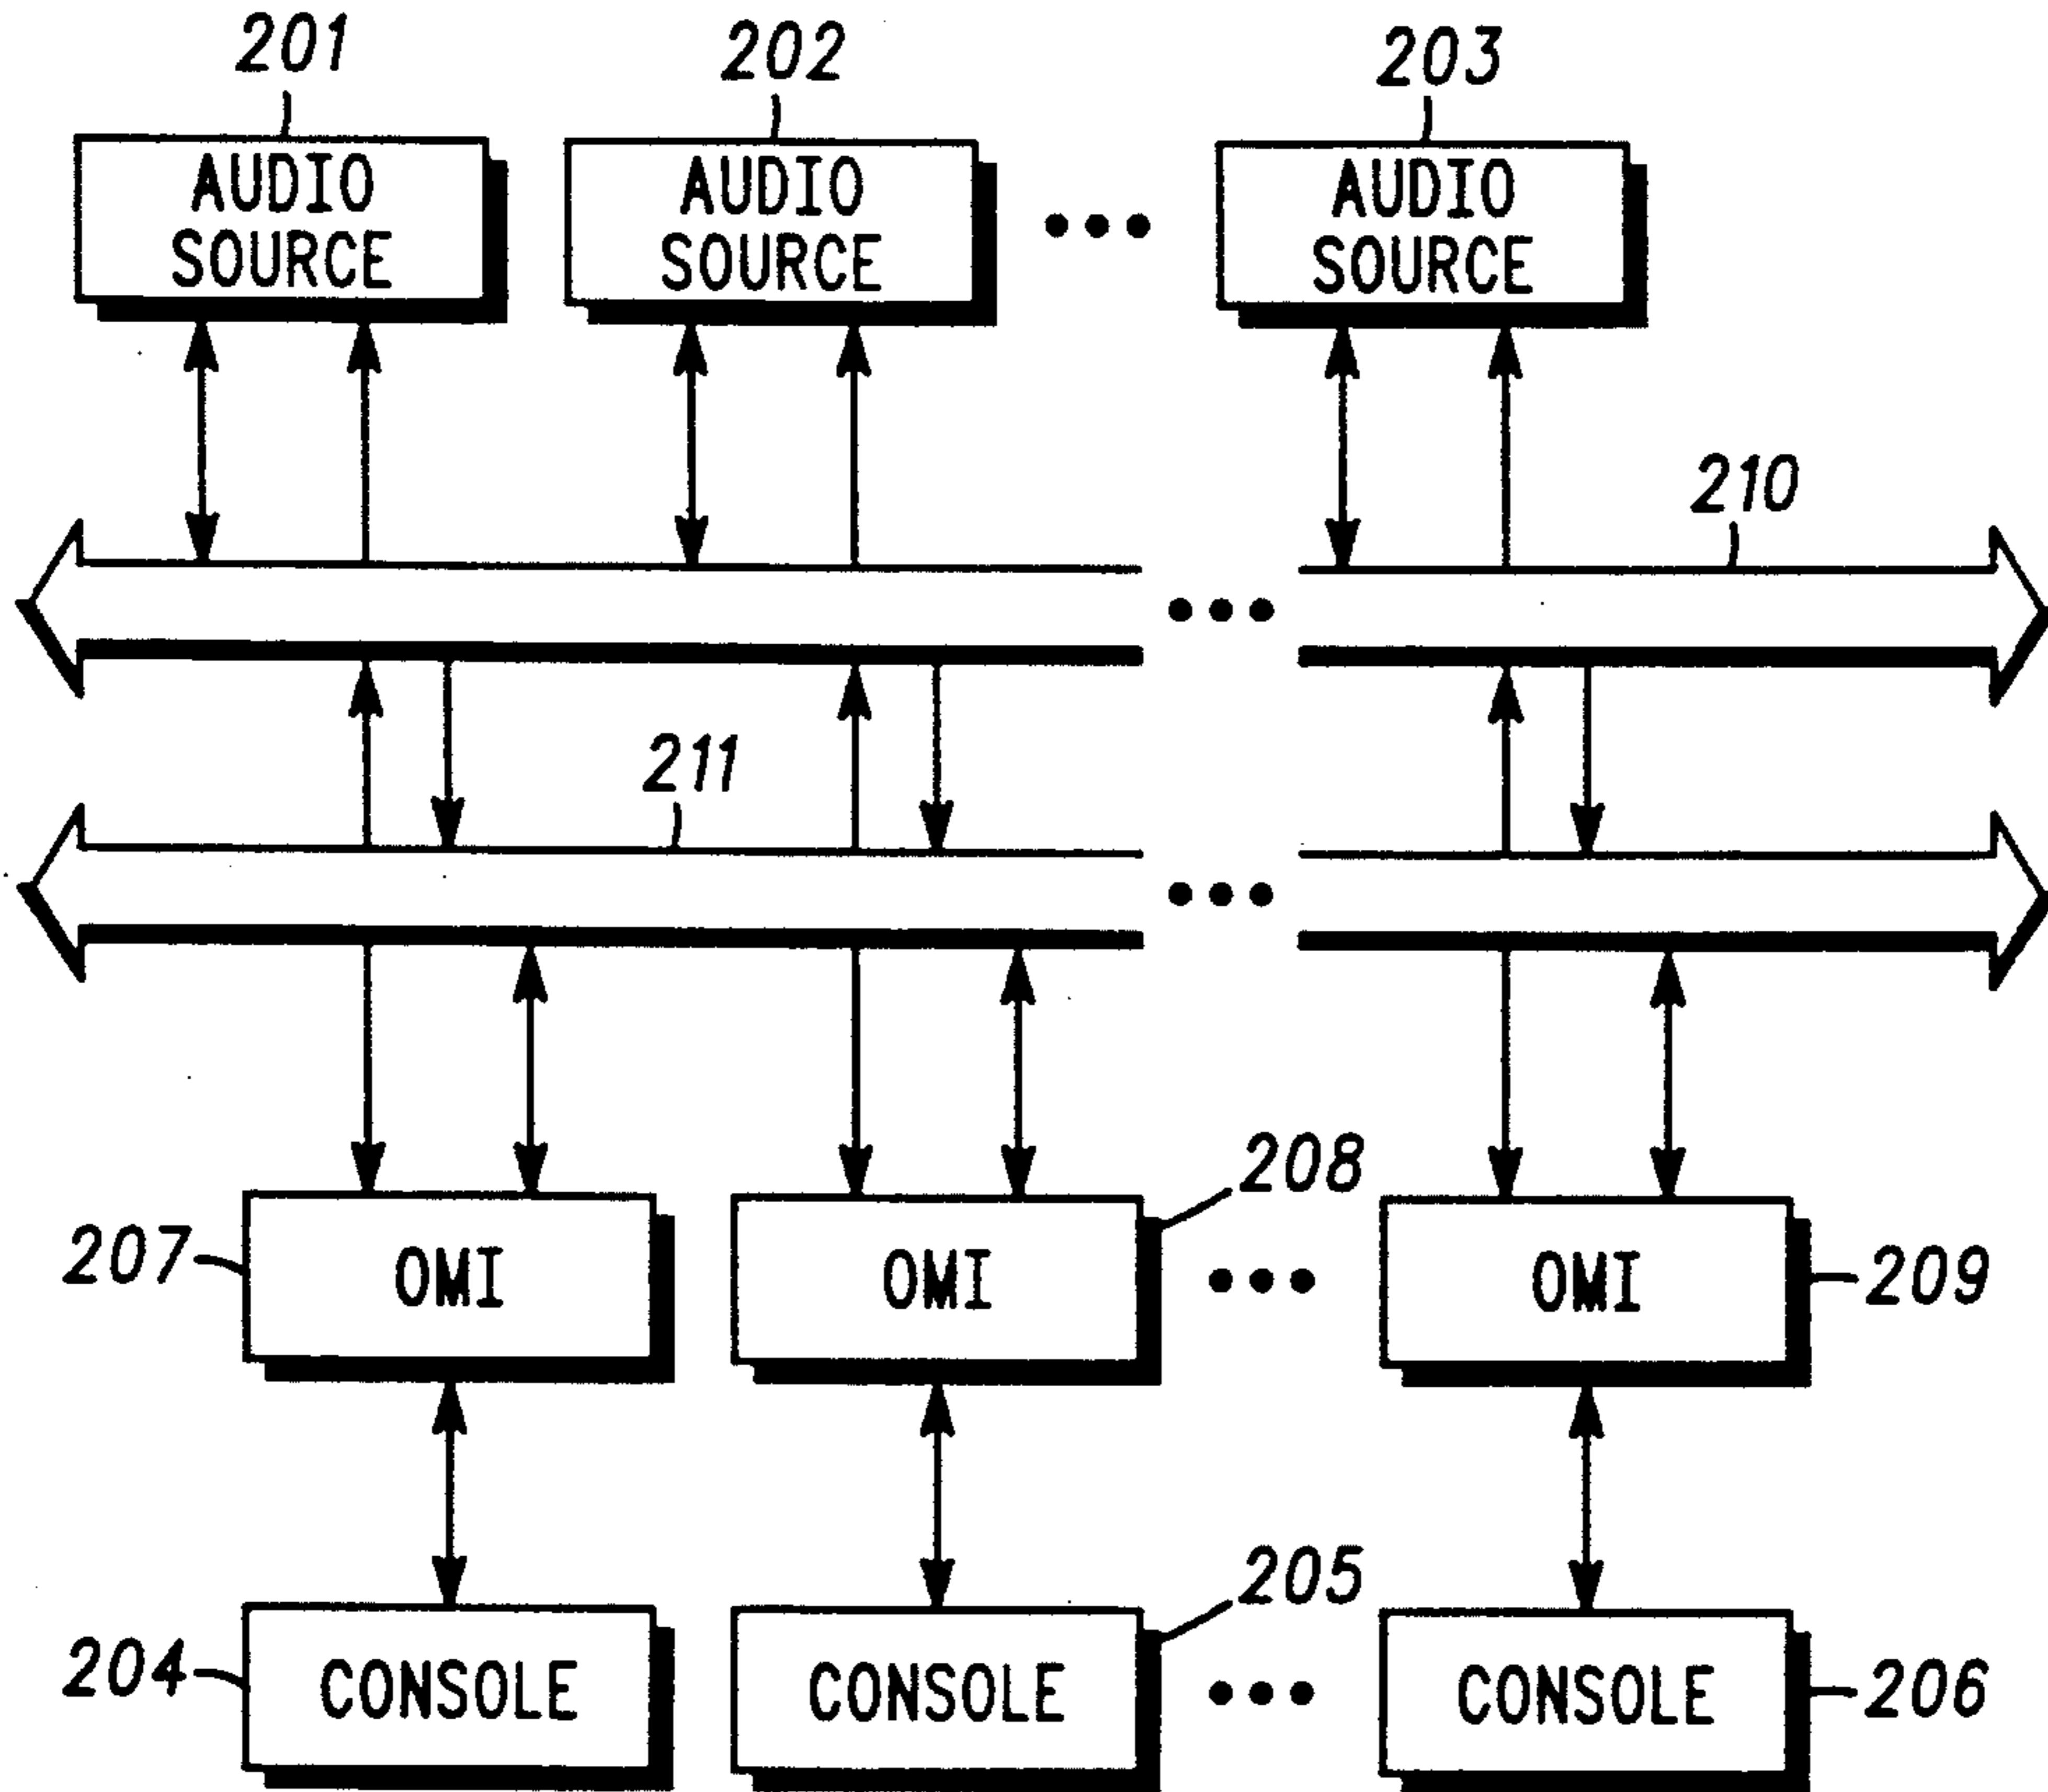 201
202
203
AUDIO
SOURCE
AUDIO
SOURCE
AUDIO
SOURCE
210
211
208
207
OMI
OMI
OMI
209
205
204
CONSOLE
CONSOLE
CONSOLE
206